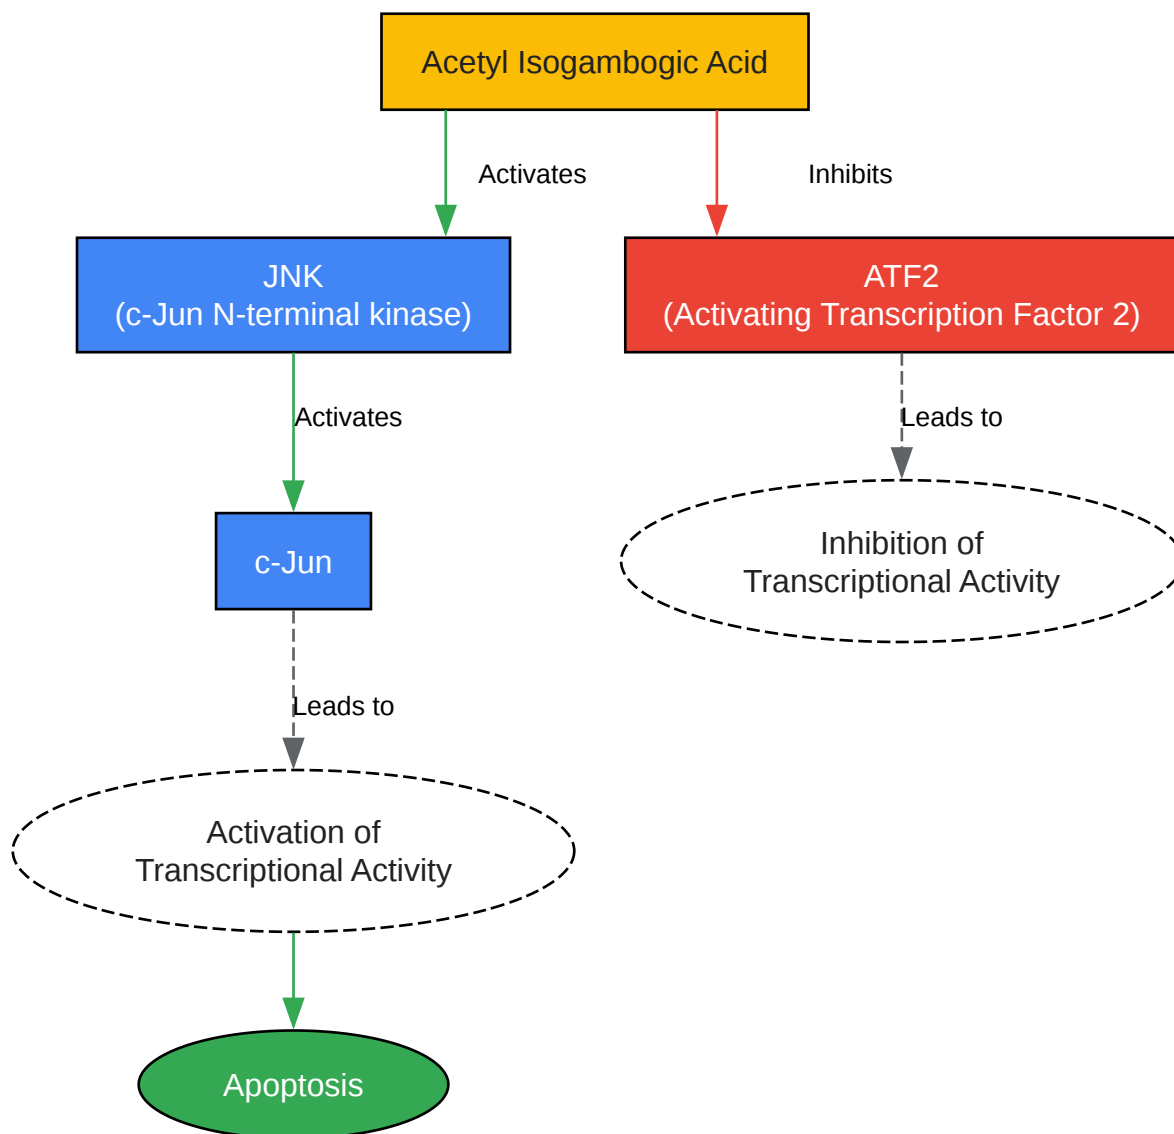 Acetyl Isogambogic Acid
Activates
Inhibits
JNK
(c-Jun N-terminal kinase)
ATF2
(Activating Transcription Factor 2)
Activates
Leads to
c-Jun
Inhibition of
Transcriptional Activity
Leads to
Activation of
Transcriptional Activity
Apoptosis